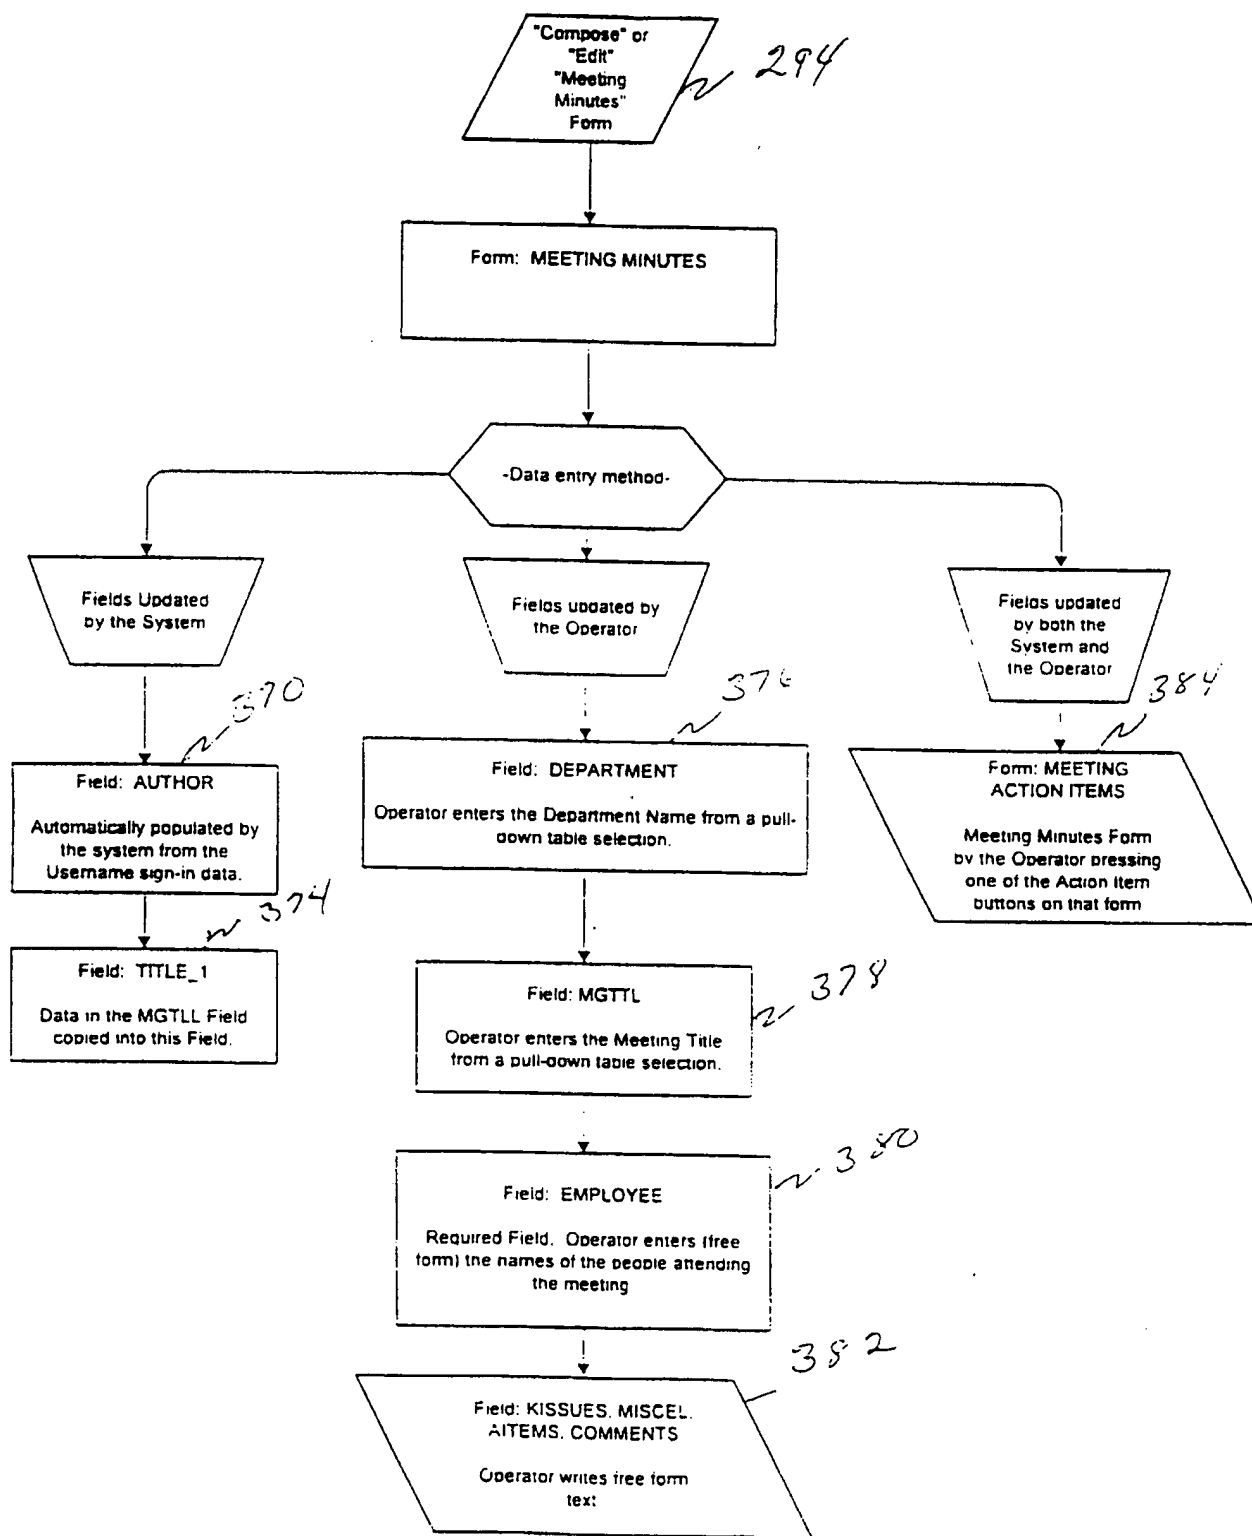 "Compose" or
"Edit"
"Meeting
Minutes"
Form
294
Form: MEETING MINUTES
-Data entry method-
Fields Updated
by the System
Fields updated by
the Operator
Fields updated
by both the
System and
the Operator
370
376
384
Field: AUTHOR
Automatically populated by
the system from the
Username sign-in data.
Field: DEPARTMENT
Operator enters the Department Name from a pull-
down table selection.
Form: MEETING
ACTION ITEMS
Meeting Minutes Form
by the Operator pressing
one of the Action Item
buttons on that form
374
Field: TITLE_1
Data in the MGTLL Field
copied into this Field.
378
Field: MGTTL
Operator enters the Meeting Title
from a pull-down table selection.
380
Field: EMPLOYEE
Required Field. Operator enters (free
form) the names of the people attending
the meeting
382
Field: KISSUES. MISCEL.
AITEMS. COMMENTS
Operator writes free form
text